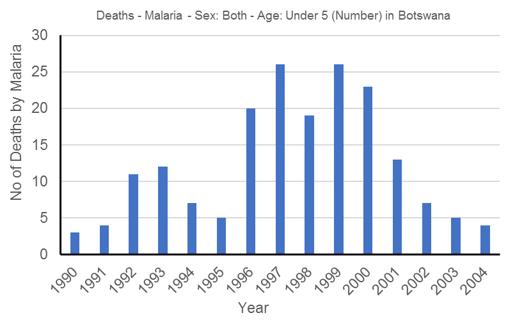 Deaths - Malaria - Sex: Both - Age: Under 5 (Number) in Botswana
No of Deaths by Malaria
30
25
20
15
10
5
0
1990 1991 1992 1993 1994 1995 1996 1997 1998 1999 2000 2001 2002 2003 2004
Year